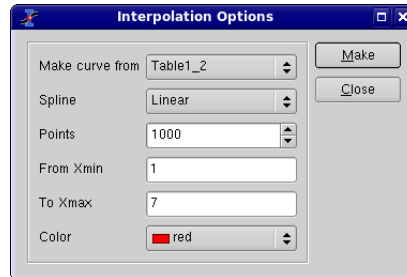 Interpolation Options
Make curve from Table1_2
Make
Spline Linear
Close
Points 1000
From Xmin 1
To Xmax 7
Color red